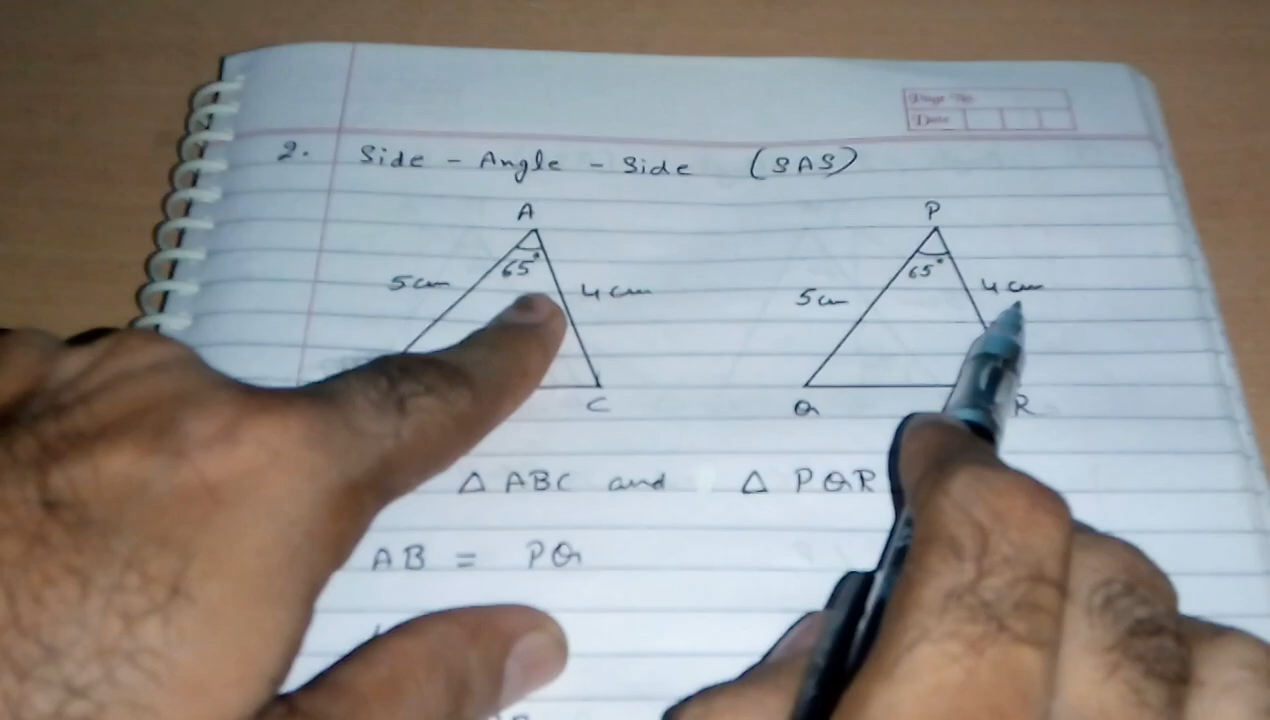 Page No
Date
2. Side - Angle - Side (SAS)
A
P
65°
65°
5cm
4cm
5cm
4cm
C
Q
R
△ ABC and △ PQR
AB = PQ